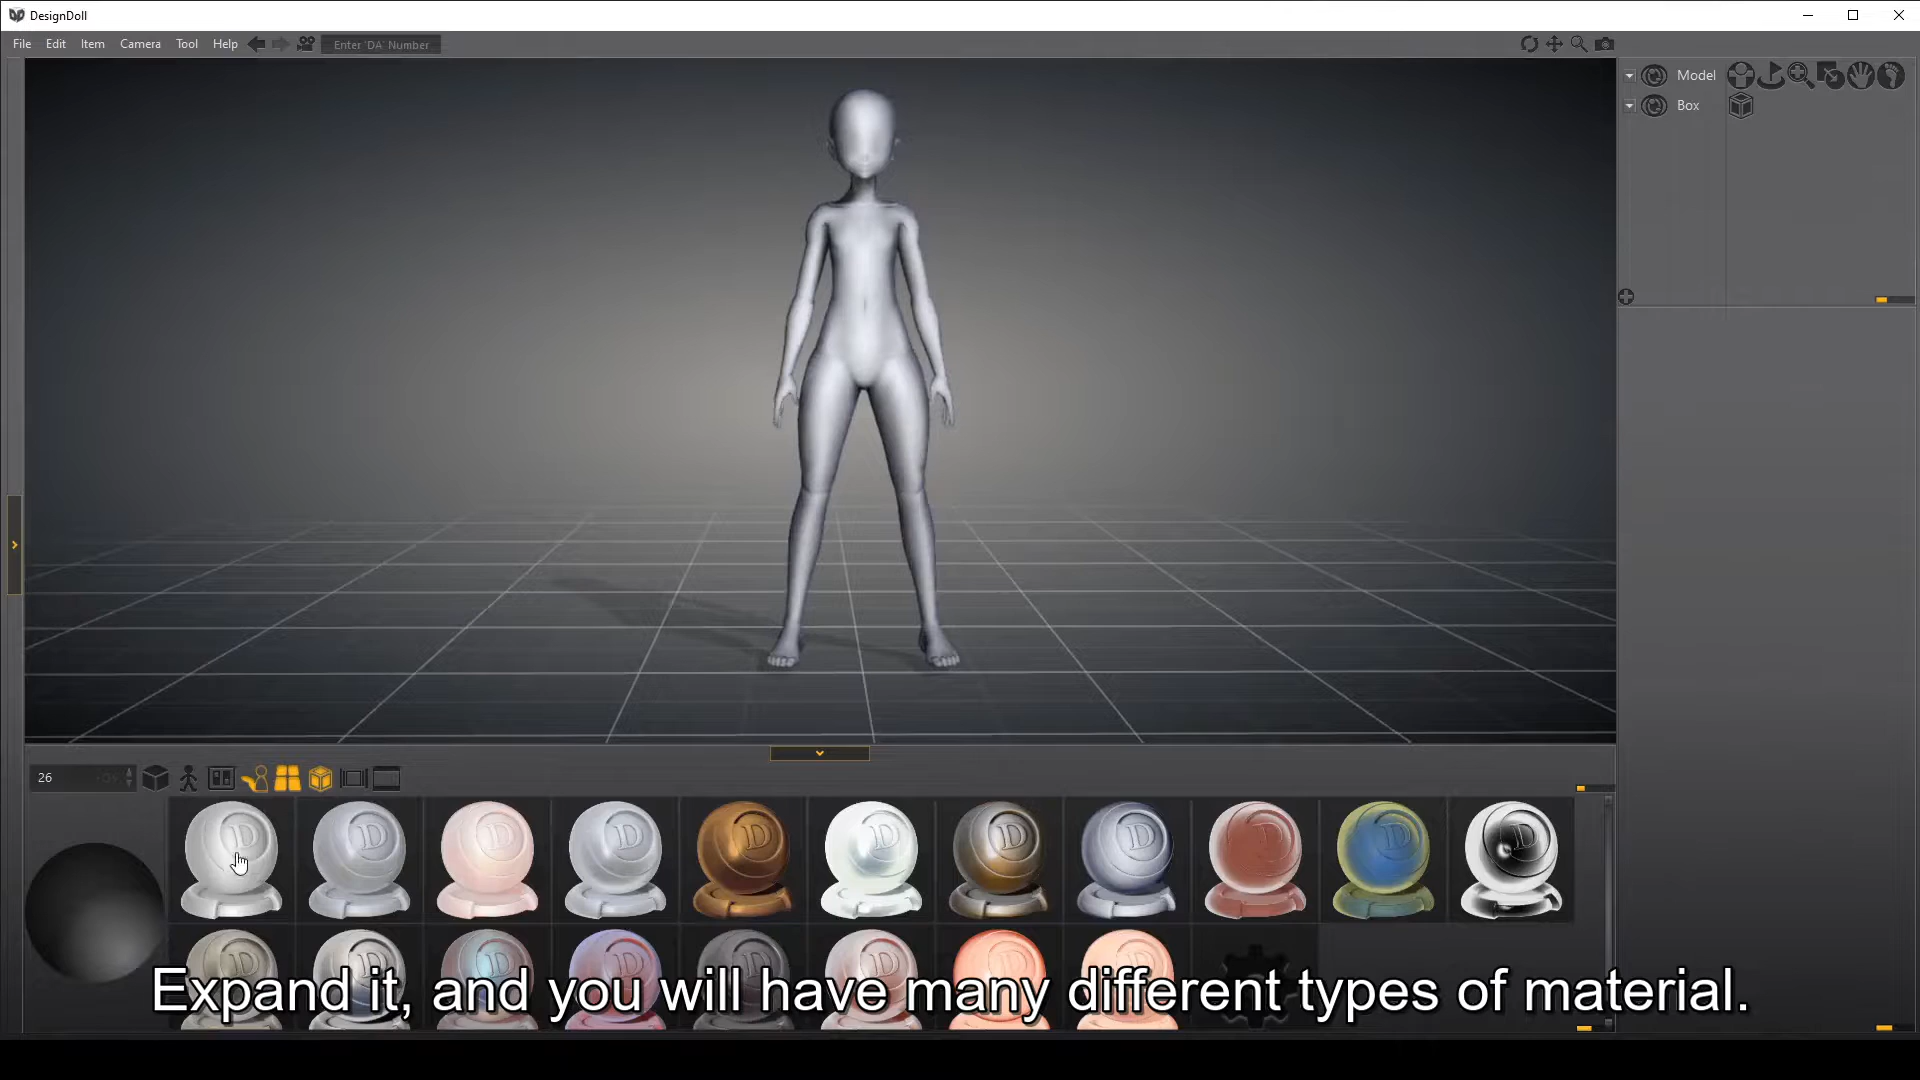 DesignDoll
File Edit Item Camera Tool Help Enter 'DA' Number
Model
Box
26
D D D D D D D D D D
D D D D D D D D
Expand it, and you will have many different types of material.